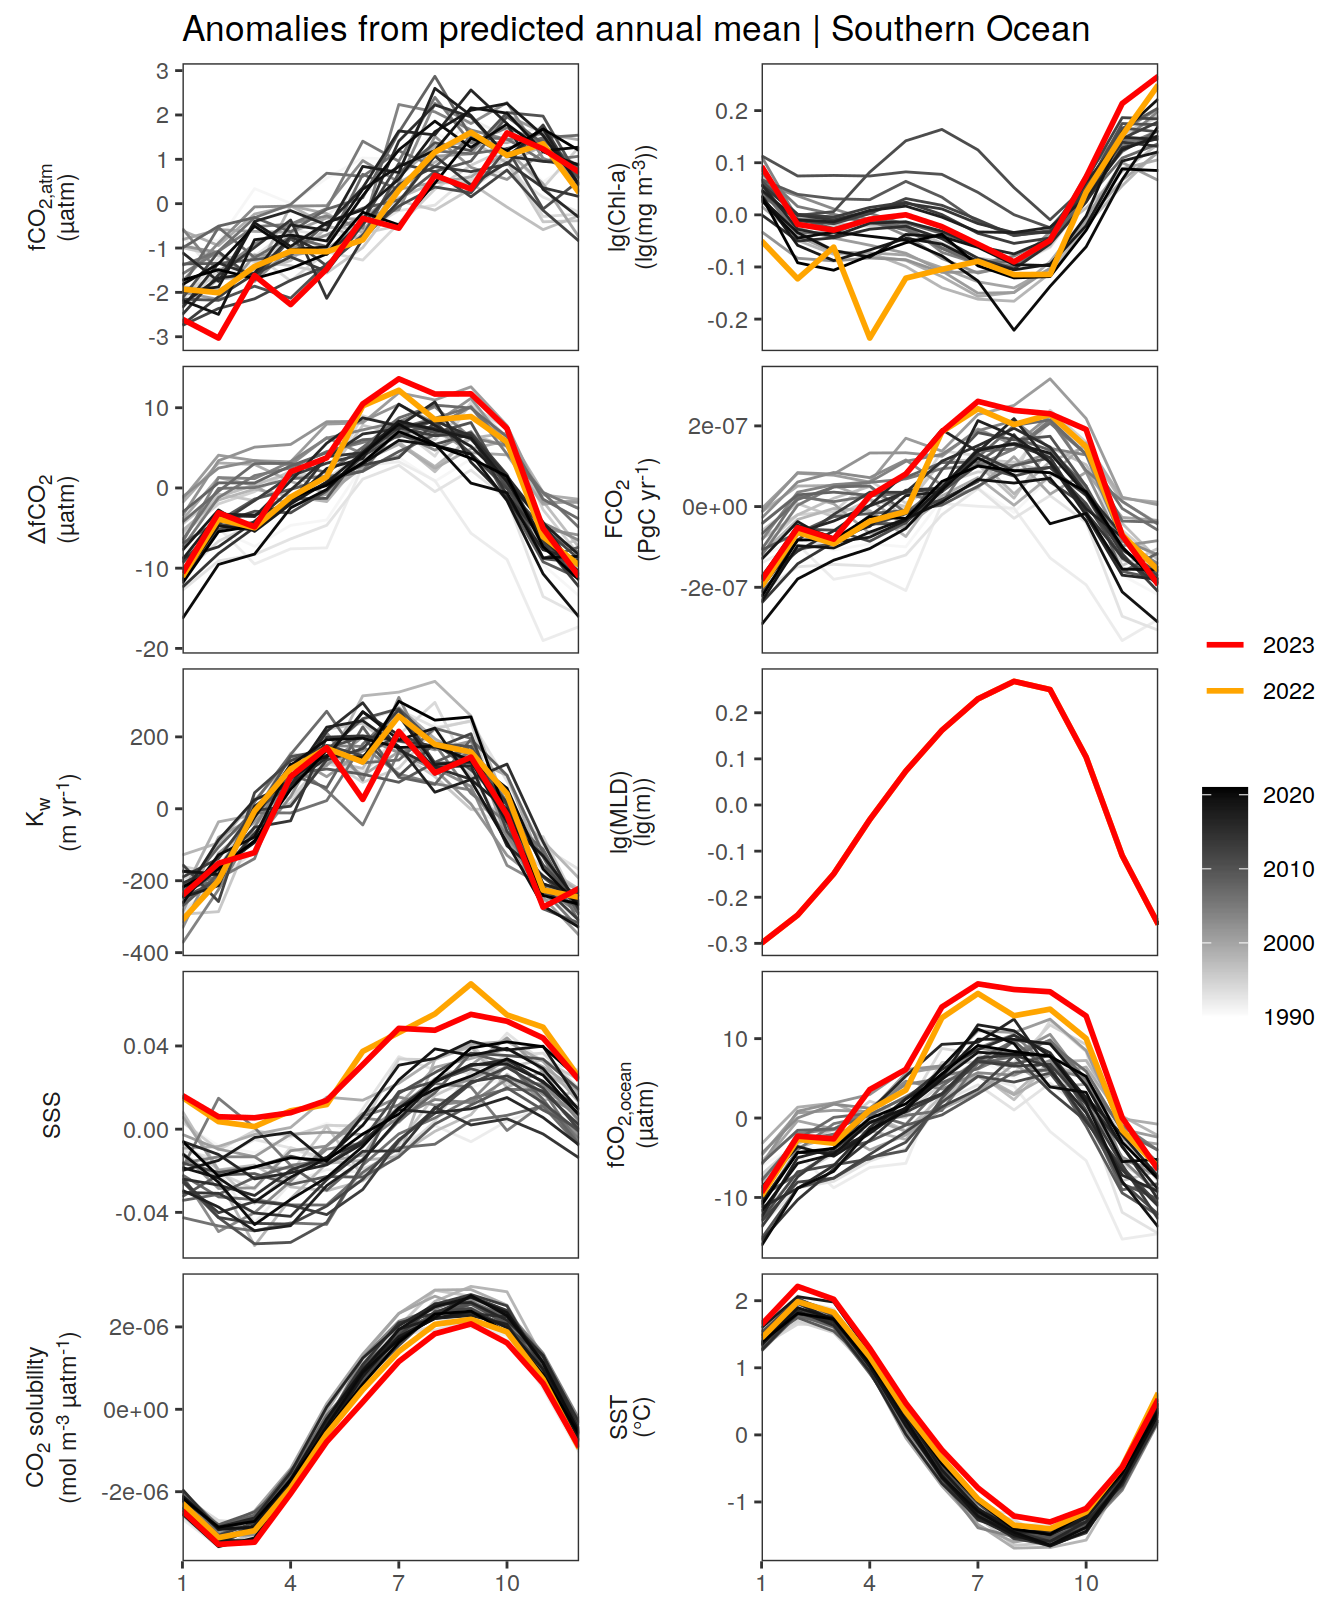 Anomalies from predicted annual mean | Southern Ocean
fCO2,atm
(µatm)
3
2
1
0
-1
-2
-3
lg(Chl-a)
(lg(mg m-3))
0.2
0.1
0.0
-0.1
-0.2
ΔfCO2
(µatm)
10
0
-10
-20
FCO2
(PgC yr-1)
2e-07
0e+00
-2e-07
Kw
(m yr-1)
200
0
-200
-400
lg(MLD)
(lg(m))
0.2
0.1
0.0
-0.1
-0.2
-0.3
SSS
0.04
0.00
-0.04
fCO2,ocean
(µatm)
10
0
-10
CO2 solubility
(mol m-3 µatm-1)
2e-06
0e+00
-2e-06
1
4
7
10
SST
(°C)
2
1
0
-1
1
4
7
10
2023
2022
2020
2010
2000
1990